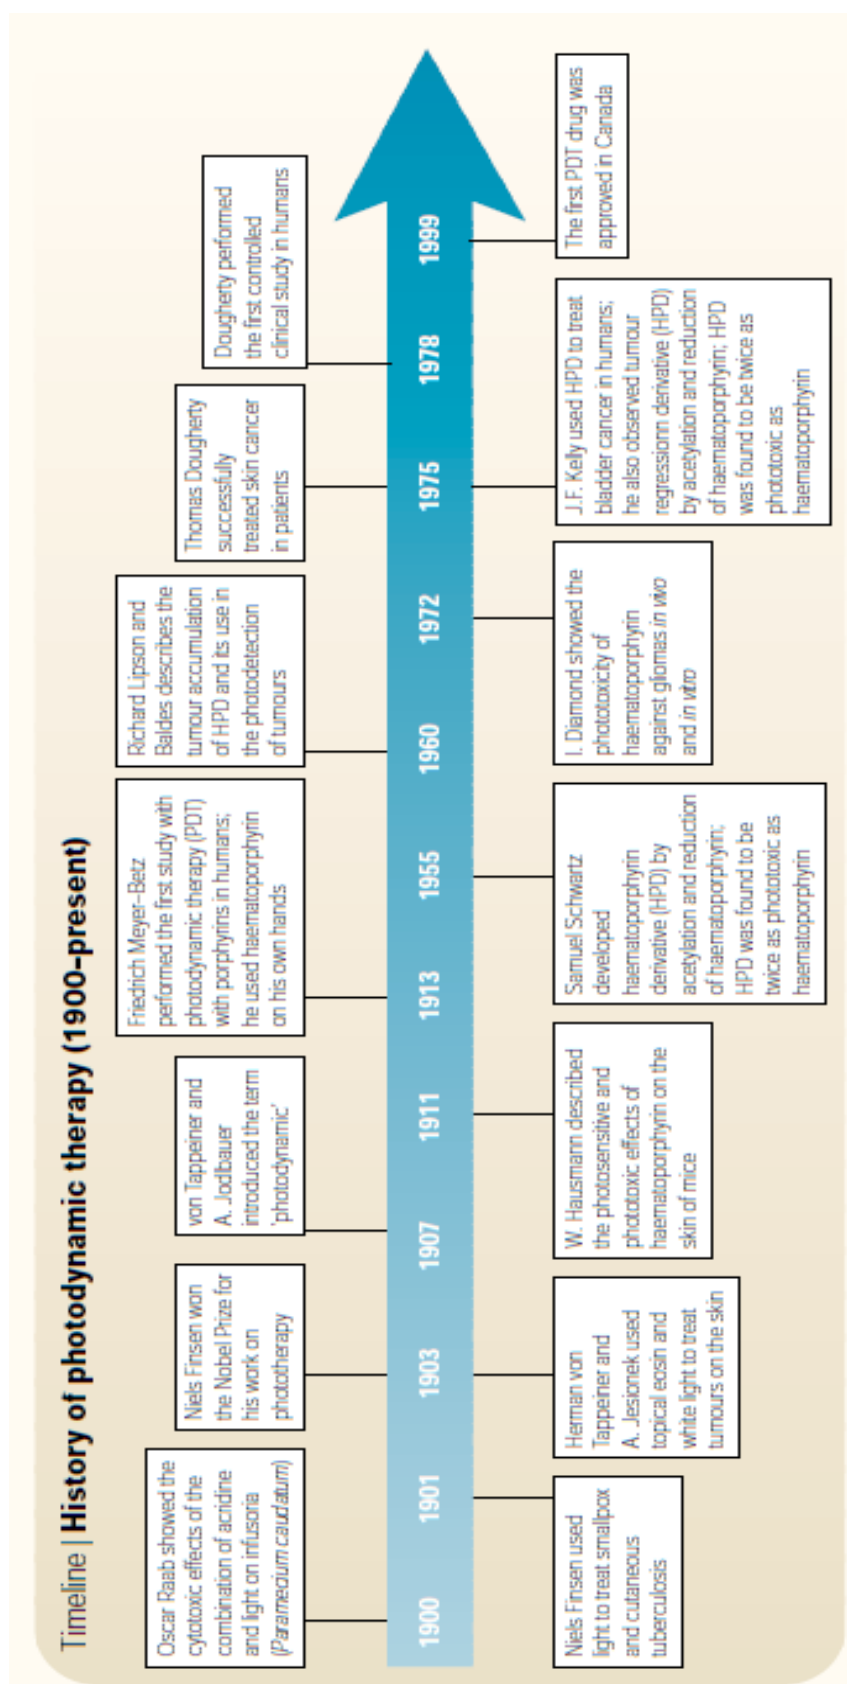 Timeline | History of photodynamic therapy (1900–present)
Oscar Raab showed the
cytotoxic effects of the
combination of acridine
and light on infusoria
(Paramecium caudatum)
Niels Finsen won
the Nobel Prize for
his work on
phototherapy
von Tappeiner and
A. Jodlbauer
introduced the term
'photodynamic'
Friedrich Meyer–Betz
performed the first study with
photodynamic therapy (PDT)
with porphyrins in humans;
he used haematoporphyrin
on his own hands
Richard Lipson and
Baldes describes the
tumour accumulation
of HPD and its use in
the photodetection
of tumours
Thomas Dougherty
successfully
treated skin cancer
in patients
Dougherty performed
the first controlled
clinical study in humans
1900
1901
1903
1907
1911
1913
1955
1960
1972
1975
1978
1999
Niels Finsen used
light to treat smallpox
and cutaneous
tuberculosis
Herman von
Tappeiner and
A. Jesionek used
topical eosin and
white light to treat
tumours on the skin
W. Hausmann described
the photosensitive and
phototoxic effects of
haematoporphyrin on the
skin of mice
Samuel Schwartz
developed
haematoporphyrin
derivative (HPD) by
acetylation and reduction
of haematoporphyrin;
HPD was found to be
twice as phototoxic as
haematoporphyrin
I. Diamond showed the
phototoxicity of
haematoporphyrin
against gliomas in vivo
and in vitro
J.F. Kelly used HPD to treat
bladder cancer in humans;
he also observed tumour
regressionn derivative (HPD)
by acetylation and reduction
of haematoporphyrin; HPD
was found to be twice as
phototoxic as
haematoporphyrin
The first PDT drug was
approved in Canada